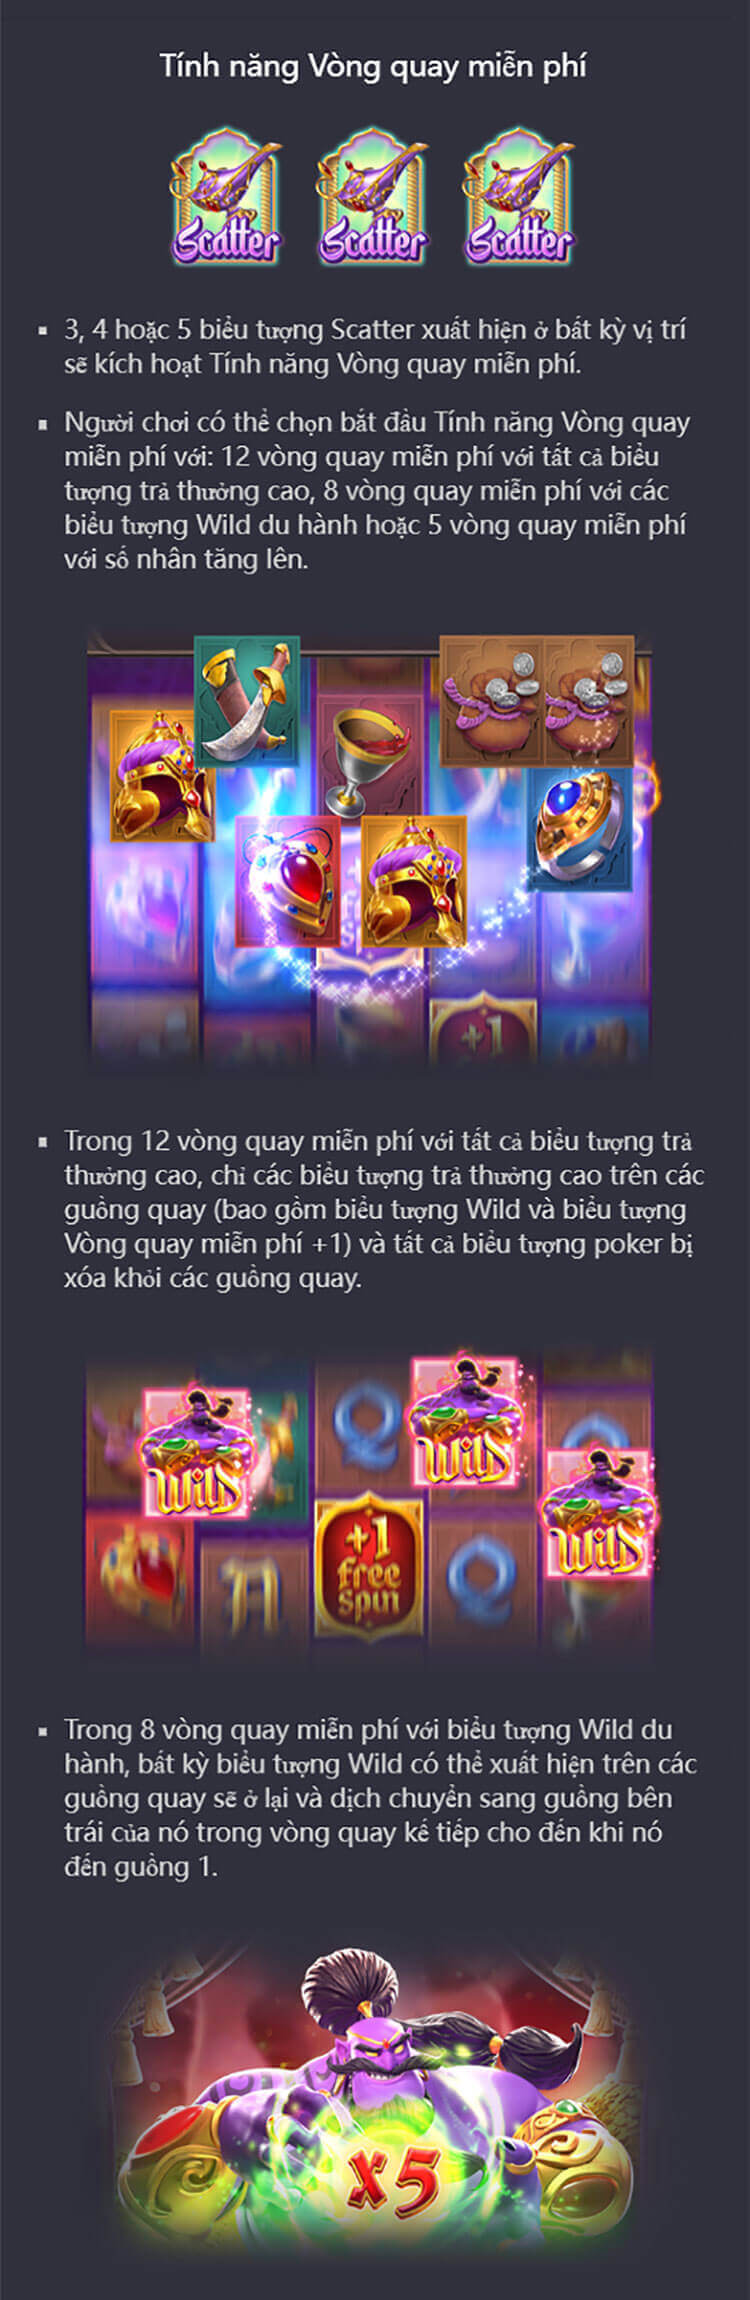 Tính năng Vòng quay miễn phí
Scatter Scatter Scatter
▪ 3, 4 hoặc 5 biểu tượng Scatter xuất hiện ở bất kỳ vị trí
sẽ kích hoạt Tính năng Vòng quay miễn phí.
▪ Người chơi có thể chọn bắt đầu Tính năng Vòng quay
miễn phí với: 12 vòng quay miễn phí với tất cả biểu
tượng trả thưởng cao, 8 vòng quay miễn phí với các
biểu tượng Wild du hành hoặc 5 vòng quay miễn phí
với số nhân tăng lên.
+1
▪ Trong 12 vòng quay miễn phí với tất cả biểu tượng trả
thưởng cao, chỉ các biểu tượng trả thưởng cao trên các
guồng quay (bao gồm biểu tượng Wild và biểu tượng
Vòng quay miễn phí +1) và tất cả biểu tượng poker bị
xóa khỏi các guồng quay.
Q
Wild
Wild
Wild
+1
free
spin
A
Q
▪ Trong 8 vòng quay miễn phí với biểu tượng Wild du
hành, bất kỳ biểu tượng Wild có thể xuất hiện trên các
guồng quay sẽ ở lại và dịch chuyển sang guồng bên
trái của nó trong vòng quay kế tiếp cho đến khi nó
đến guồng 1.
x5